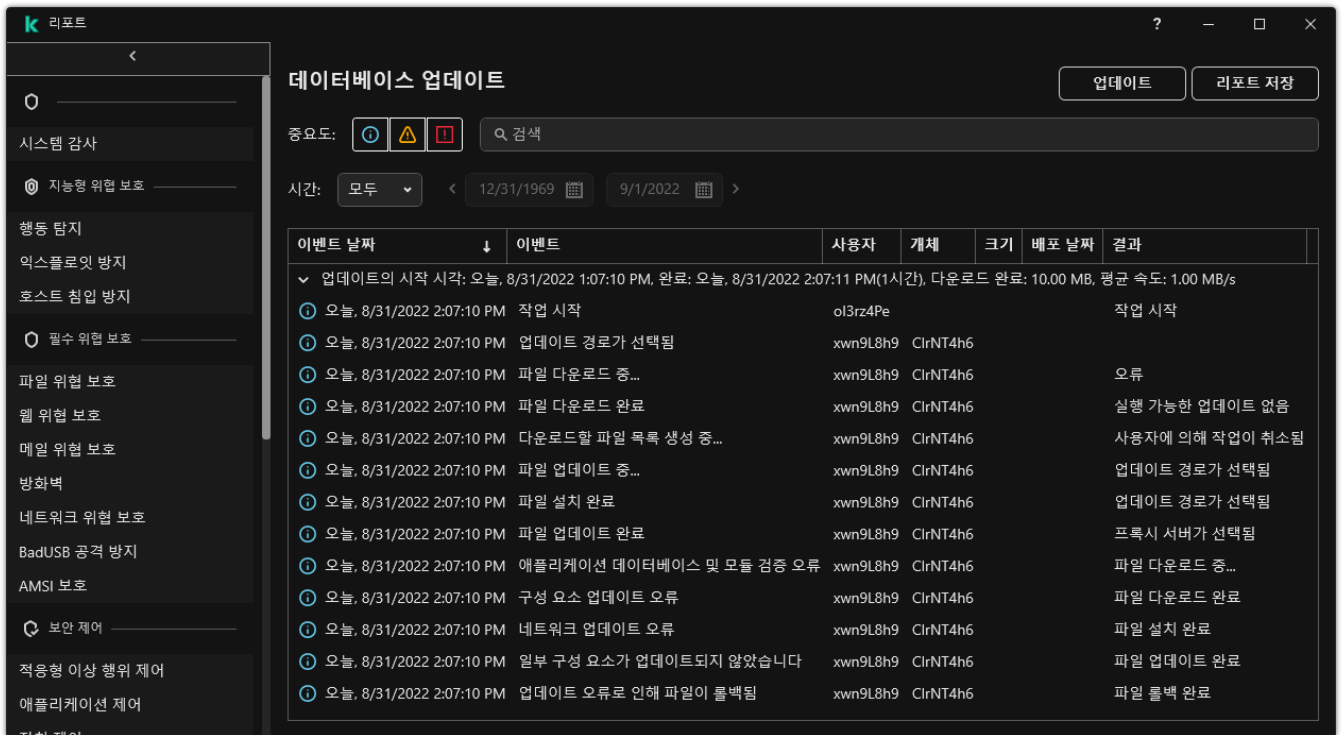 리포트
시스템 감사
지능형 위협 보호
행동 탐지
익스플로잇 방지
호스트 침입 방지
필수 위협 보호
파일 위협 보호
웹 위협 보호
메일 위협 보호
방화벽
네트워크 위협 보호
BadUSB 공격 방지
AMSI 보호
보안 제어
적응형 이상 행위 제어
애플리케이션 제어
데이터베이스 업데이트
업데이트 리포트 저장
중요도: 검색
시간: 모두 12/31/1969 9/1/2022
이벤트 날짜 이벤트 사용자 개체 크기 배포 날짜 결과
업데이트의 시작 시각: 오늘, 8/31/2022 1:07:10 PM, 완료: 오늘, 8/31/2022 2:07:11 PM(1시간), 다운로드 완료: 10.00 MB, 평균 속도: 1.00 MB/s
오늘, 8/31/2022 2:07:10 PM 작업 시작 ol3rz4Pe 작업 시작
오늘, 8/31/2022 2:07:10 PM 업데이트 경로가 선택됨 xwn9L8h9 ClrNT4h6
오늘, 8/31/2022 2:07:10 PM 파일 다운로드 중... xwn9L8h9 ClrNT4h6 오류
오늘, 8/31/2022 2:07:10 PM 파일 다운로드 완료 xwn9L8h9 ClrNT4h6 실행 가능한 업데이트 없음
오늘, 8/31/2022 2:07:10 PM 다운로드할 파일 목록 생성 중... xwn9L8h9 ClrNT4h6 사용자에 의해 작업이 취소됨
오늘, 8/31/2022 2:07:10 PM 파일 업데이트 중... xwn9L8h9 ClrNT4h6 업데이트 경로가 선택됨
오늘, 8/31/2022 2:07:10 PM 파일 설치 완료 xwn9L8h9 ClrNT4h6 업데이트 경로가 선택됨
오늘, 8/31/2022 2:07:10 PM 파일 업데이트 완료 xwn9L8h9 ClrNT4h6 프록시 서버가 선택됨
오늘, 8/31/2022 2:07:10 PM 애플리케이션 데이터베이스 및 모듈 검증 오류 xwn9L8h9 ClrNT4h6 파일 다운로드 중...
오늘, 8/31/2022 2:07:10 PM 구성 요소 업데이트 오류 xwn9L8h9 ClrNT4h6 파일 다운로드 완료
오늘, 8/31/2022 2:07:10 PM 네트워크 업데이트 오류 xwn9L8h9 ClrNT4h6 파일 설치 완료
오늘, 8/31/2022 2:07:10 PM 일부 구성 요소가 업데이트되지 않았습니다 xwn9L8h9 ClrNT4h6 파일 업데이트 완료
오늘, 8/31/2022 2:07:10 PM 업데이트 오류로 인해 파일이 롤백됨 xwn9L8h9 ClrNT4h6 파일 롤백 완료